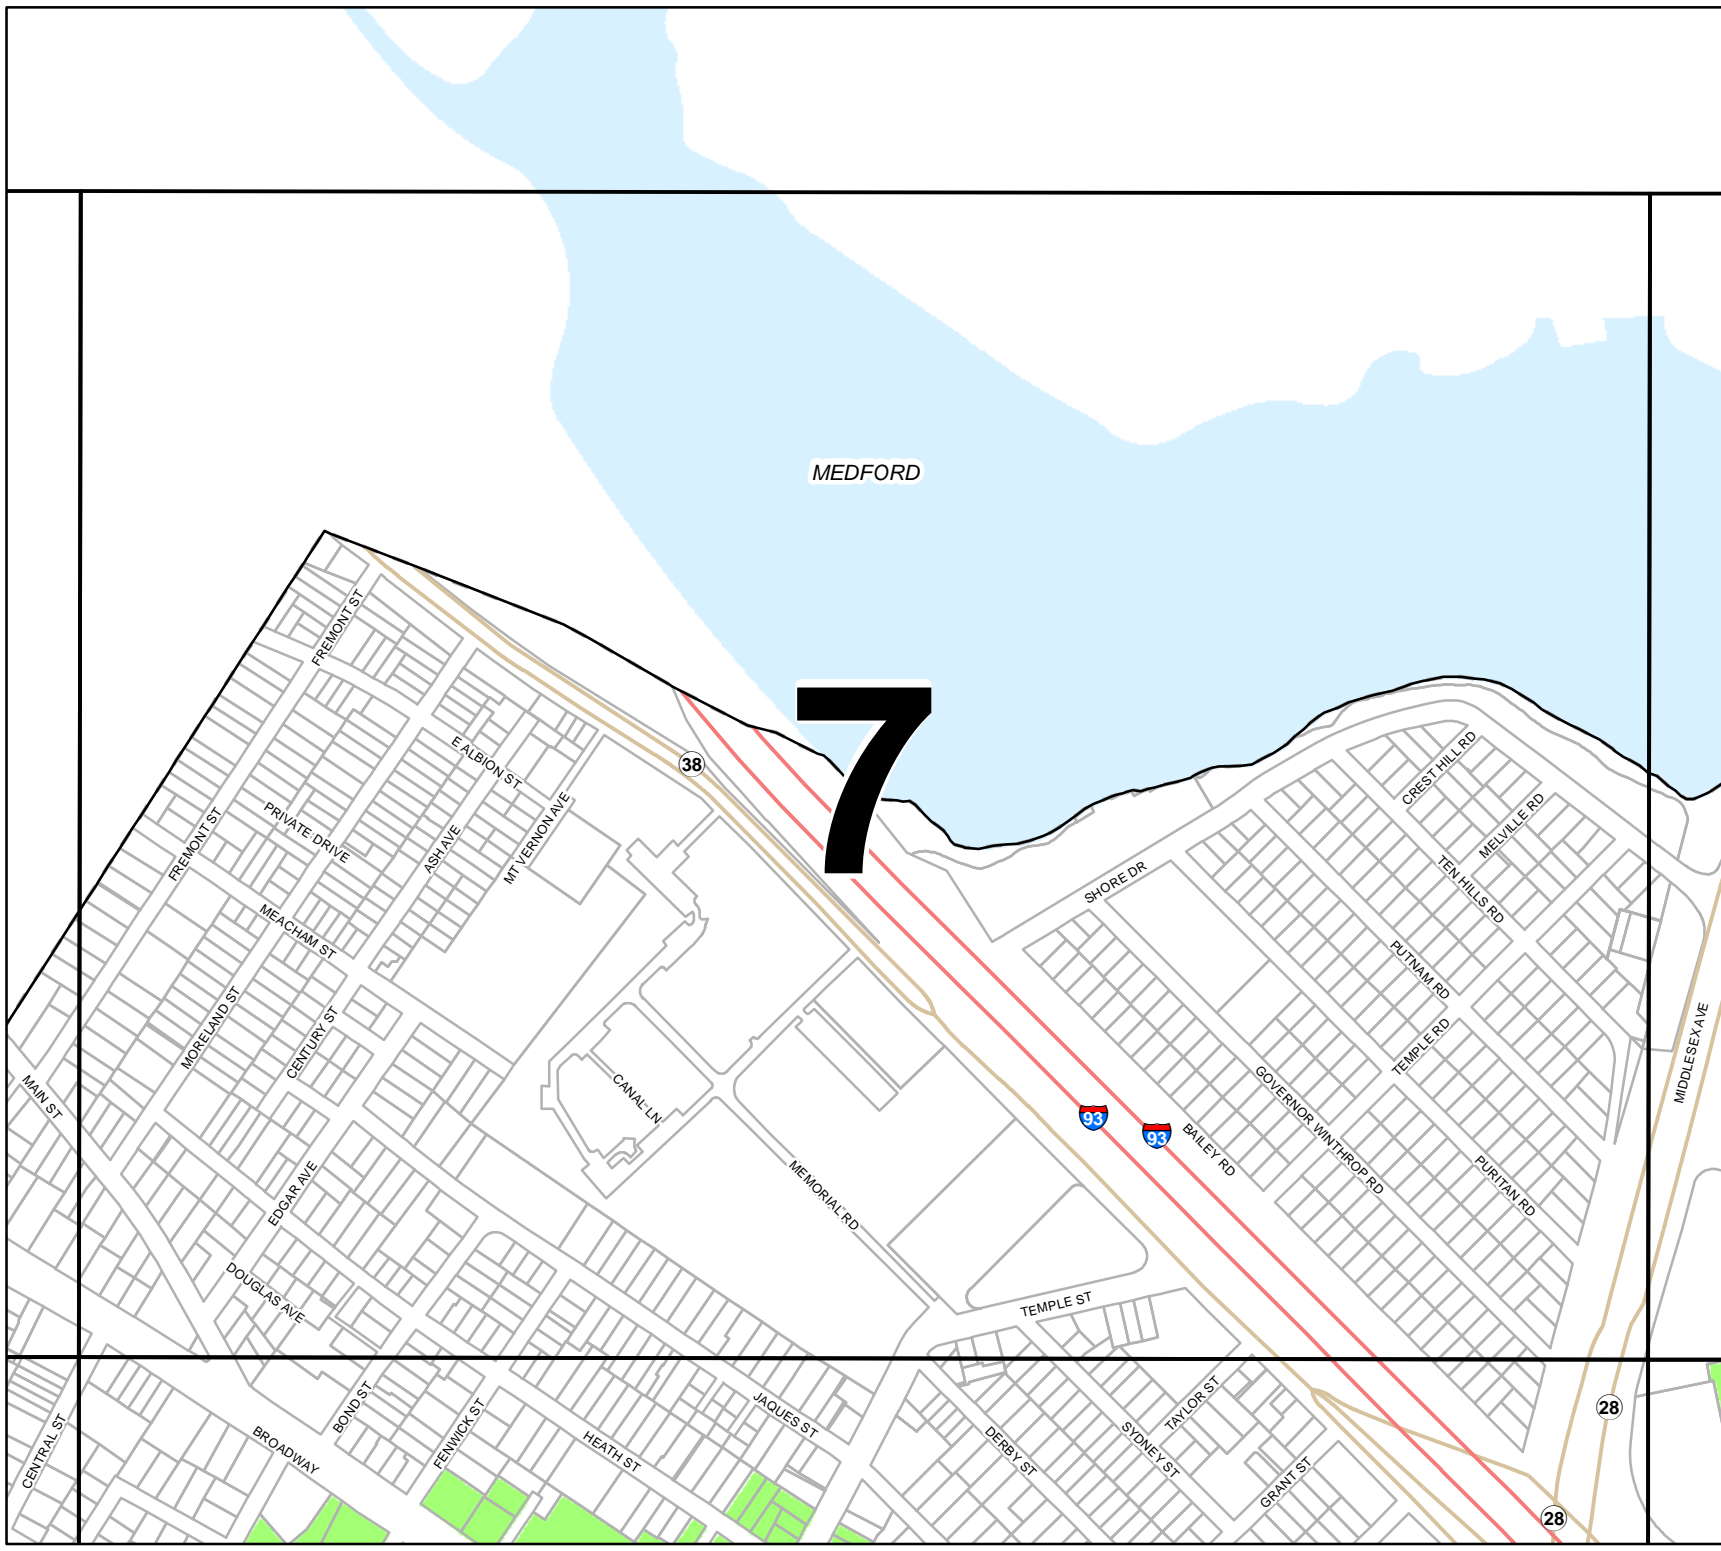 MEDFORD
7
FREMONT ST
38
E ALBION ST
CREST HILL RD
MELVILLE RD
PRIVATE DRIVE
FREMONT ST
ASH AVE
MT VERNON AVE
SHORE DR
TEN HILLS RD
MEACHAM ST
PUTNAM RD
MORELAND ST
CENTURY ST
TEMPLE RD
MIDDLESEX AVE
MAIN ST
CANAL LN
93
93
BAILEY RD
GOVERNOR WINTHROP RD
EDGAR AVE
MEMORIAL RD
PURITAN RD
DOUGLAS AVE
TEMPLE ST
BOND ST
FENWICK ST
JAQUES ST
TAYLOR ST
28
CENTRAL ST
BROADWAY
HEATH ST
DERBY ST
SYDNEY ST
GRANT ST
28